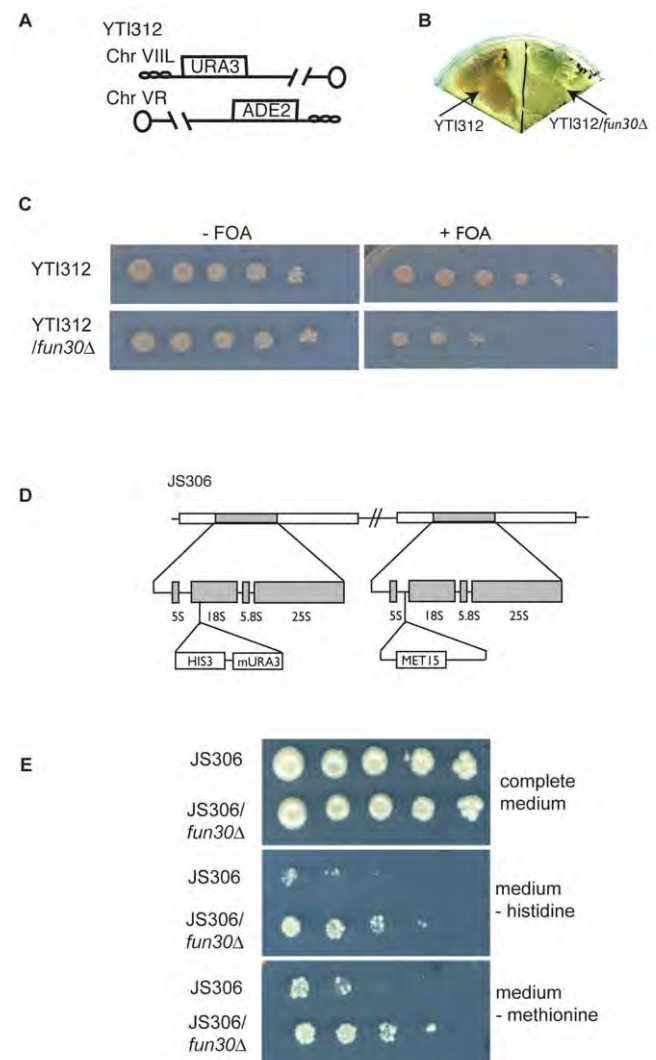 A
YTI312
Chr VIIL
URA3
Chr VR
ADE2
B
YTI312
YTI312/fun30Δ
C
- FOA
+ FOA
YTI312
YTI312
/fun30Δ
D
JS306
5S
18S
5.8S
25S
5S
18S
5.8S
25S
HIS3
mURA3
MET15
E
JS306
JS306/
fun30Δ
complete
medium
JS306
JS306/
fun30Δ
medium
- histidine
JS306
JS306/
fun30Δ
medium
- methionine